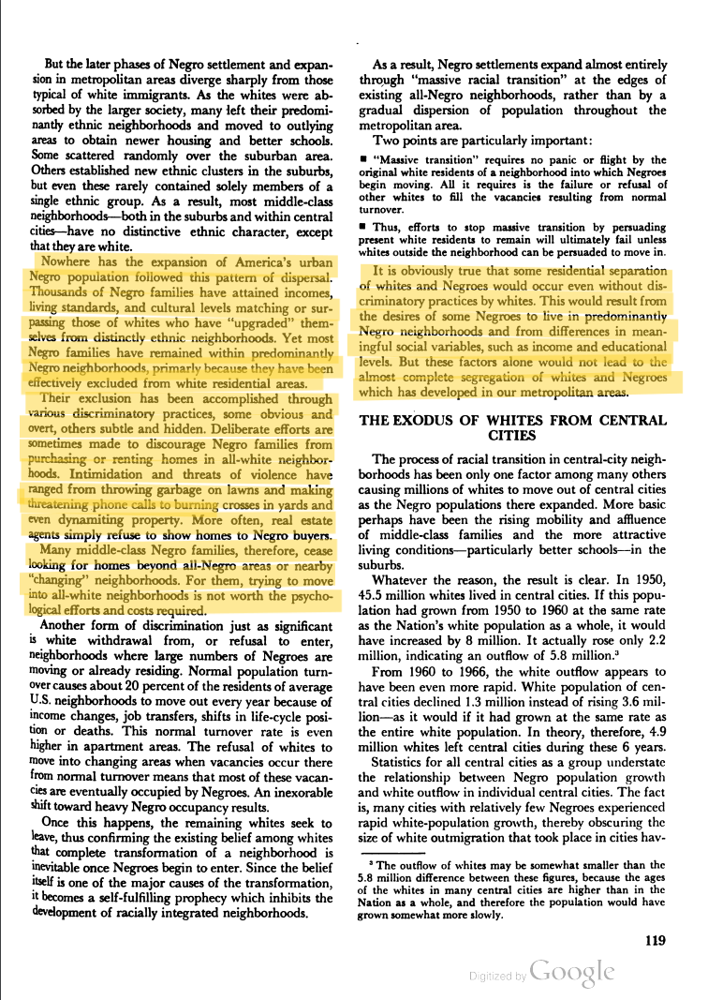 But the later phases of Negro settlement and expan-
sion in metropolitan areas diverge sharply from those
typical of white immigrants. As the whites were ab-
sorbed by the larger society, many left their predomi-
nantly ethnic neighborhoods and moved to outlying
areas to obtain newer housing and better schools.
Some scattered randomly over the suburban area.
Others established new ethnic clusters in the suburbs,
but even these rarely contained solely members of a
single ethnic group. As a result, most middle-class
neighborhoods—both in the suburbs and within central
cities—have no distinctive ethnic character, except
that they are white.
Nowhere has the expansion of America's urban
Negro population followed this pattern of dispersal.
Thousands of Negro families have attained incomes,
living standards, and cultural levels matching or sur-
passing those of whites who have "upgraded" them-
selves from distinctly ethnic neighborhoods. Yet most
Negro families have remained within predominantly
Negro neighborhoods, primarly because they have been
effectively excluded from white residential areas.
Their exclusion has been accomplished through
various discriminatory practices, some obvious and
overt, others subtle and hidden. Deliberate efforts are
sometimes made to discourage Negro families from
purchasing or renting homes in all-white neighbor-
hoods. Intimidation and threats of violence have
ranged from throwing garbage on lawns and making
threatening phone calls to burning crosses in yards and
even dynamiting property. More often, real estate
agents simply refuse to show homes to Negro buyers.
Many middle-class Negro families, therefore, cease
looking for homes beyond all-Negro areas or nearby
"changing" neighborhoods. For them, trying to move
into all-white neighborhoods is not worth the psycho-
logical efforts and costs required.
Another form of discrimination just as significant
is white withdrawal from, or refusal to enter,
neighborhoods where large numbers of Negroes are
moving or already residing. Normal population turn-
over causes about 20 percent of the residents of average
U.S. neighborhoods to move out every year because of
income changes, job transfers, shifts in life-cycle posi-
tion or deaths. This normal turnover rate is even
higher in apartment areas. The refusal of whites to
move into changing areas when vacancies occur there
from normal turnover means that most of these vacan-
cies are eventually occupied by Negroes. An inexorable
shift toward heavy Negro occupancy results.
Once this happens, the remaining whites seek to
leave, thus confirming the existing belief among whites
that complete transformation of a neighborhood is
inevitable once Negroes begin to enter. Since the belief
itself is one of the major causes of the transformation,
it becomes a self-fulfilling prophecy which inhibits the
development of racially integrated neighborhoods.
As a result, Negro settlements expand almost entirely
through "massive racial transition" at the edges of
existing all-Negro neighborhoods, rather than by a
gradual dispersion of population throughout the
metropolitan area.
Two points are particularly important:
■ "Massive transition" requires no panic or flight by the
original white residents of a neighborhood into which Negroes
begin moving. All it requires is the failure or refusal of
other whites to fill the vacancies resulting from normal
turnover.
■ Thus, efforts to stop massive transition by persuading
present white residents to remain will ultimately fail unless
whites outside the neighborhood can be persuaded to move in.
It is obviously true that some residential separation
of whites and Negroes would occur even without dis-
criminatory practices by whites. This would result from
the desires of some Negroes to live in predominantly
Negro neighborhoods and from differences in mean-
ingful social variables, such as income and educational
levels. But these factors alone would not lead to the
almost complete segregation of whites and Negroes
which has developed in our metropolitan areas.
THE EXODUS OF WHITES FROM CENTRAL
CITIES
The process of racial transition in central-city neigh-
borhoods has been only one factor among many others
causing millions of whites to move out of central cities
as the Negro populations there expanded. More basic
perhaps have been the rising mobility and affluence
of middle-class families and the more attractive
living conditions—particularly better schools—in the
suburbs.
Whatever the reason, the result is clear. In 1950,
45.5 million whites lived in central cities. If this popu-
lation had grown from 1950 to 1960 at the same rate
as the Nation's white population as a whole, it would
have increased by 8 million. It actually rose only 2.2
million, indicating an outflow of 5.8 million.³
From 1960 to 1966, the white outflow appears to
have been even more rapid. White population of cen-
tral cities declined 1.3 million instead of rising 3.6 mil-
lion—as it would if it had grown at the same rate as
the entire white population. In theory, therefore, 4.9
million whites left central cities during these 6 years.
Statistics for all central cities as a group understate
the relationship between Negro population growth
and white outflow in individual central cities. The fact
is, many cities with relatively few Negroes experienced
rapid white-population growth, thereby obscuring the
size of white outmigration that took place in cities hav-
³ The outflow of whites may be somewhat smaller than the
5.8 million difference between these figures, because the ages
of the whites in many central cities are higher than in the
Nation as a whole, and therefore the population would have
grown somewhat more slowly.
119
Digitized by Google